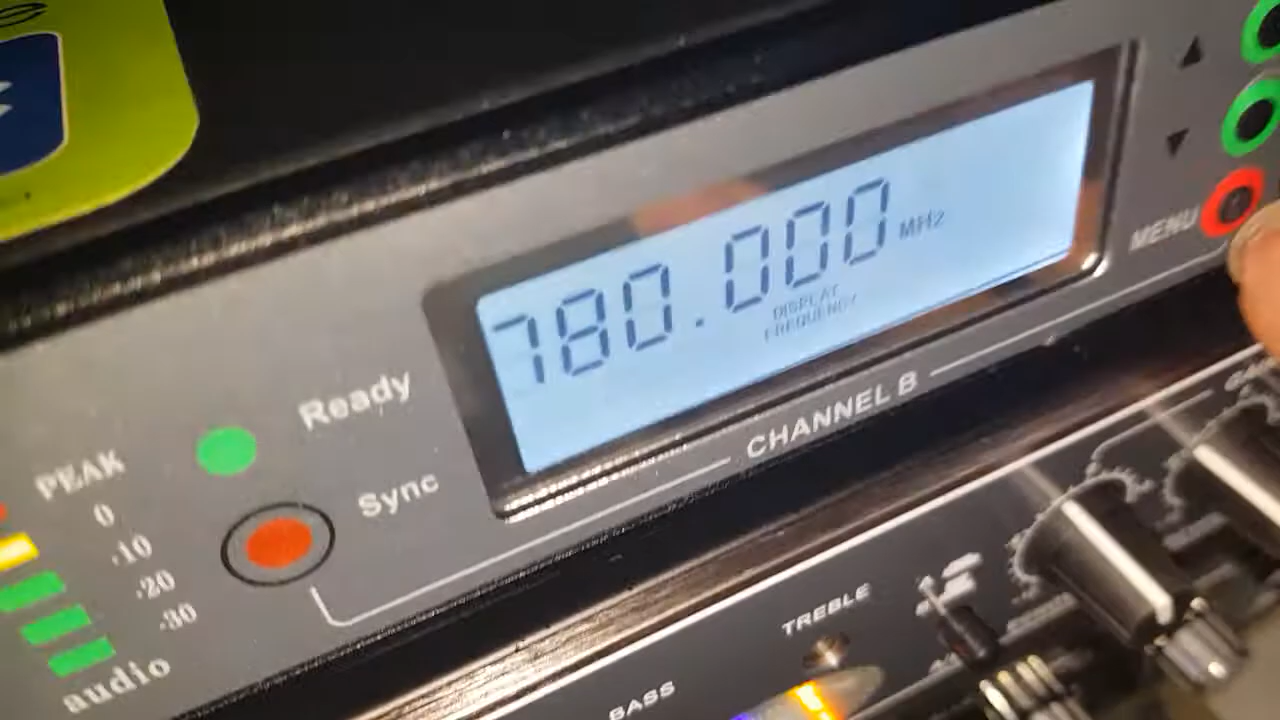 780.000 MHz
DISPLAY
FREQUENCY
MENU
CHANNEL B
Ready
Sync
PEAK
0
-10
-20
-30
audio
TREBLE
BASS